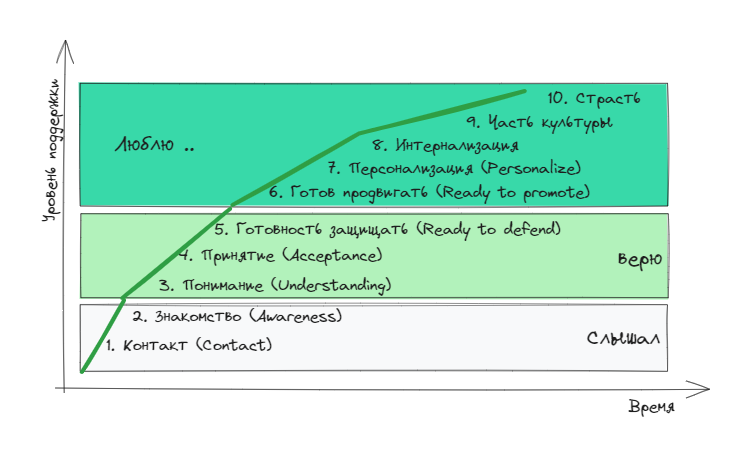 Уровень поддержки
10. Страсть
9. Часть культуры
Люблю ..
8. Интернализация
7. Персонализация (Personalize)
6. Готов продвигать (Ready to promote)
5. Готовность защищать (Ready to defend)
4. Принятие (Acceptance)
Верю
3. Понимание (Understanding)
2. Знакомство (Awareness)
Слышал
1. Контакт (Contact)
Время